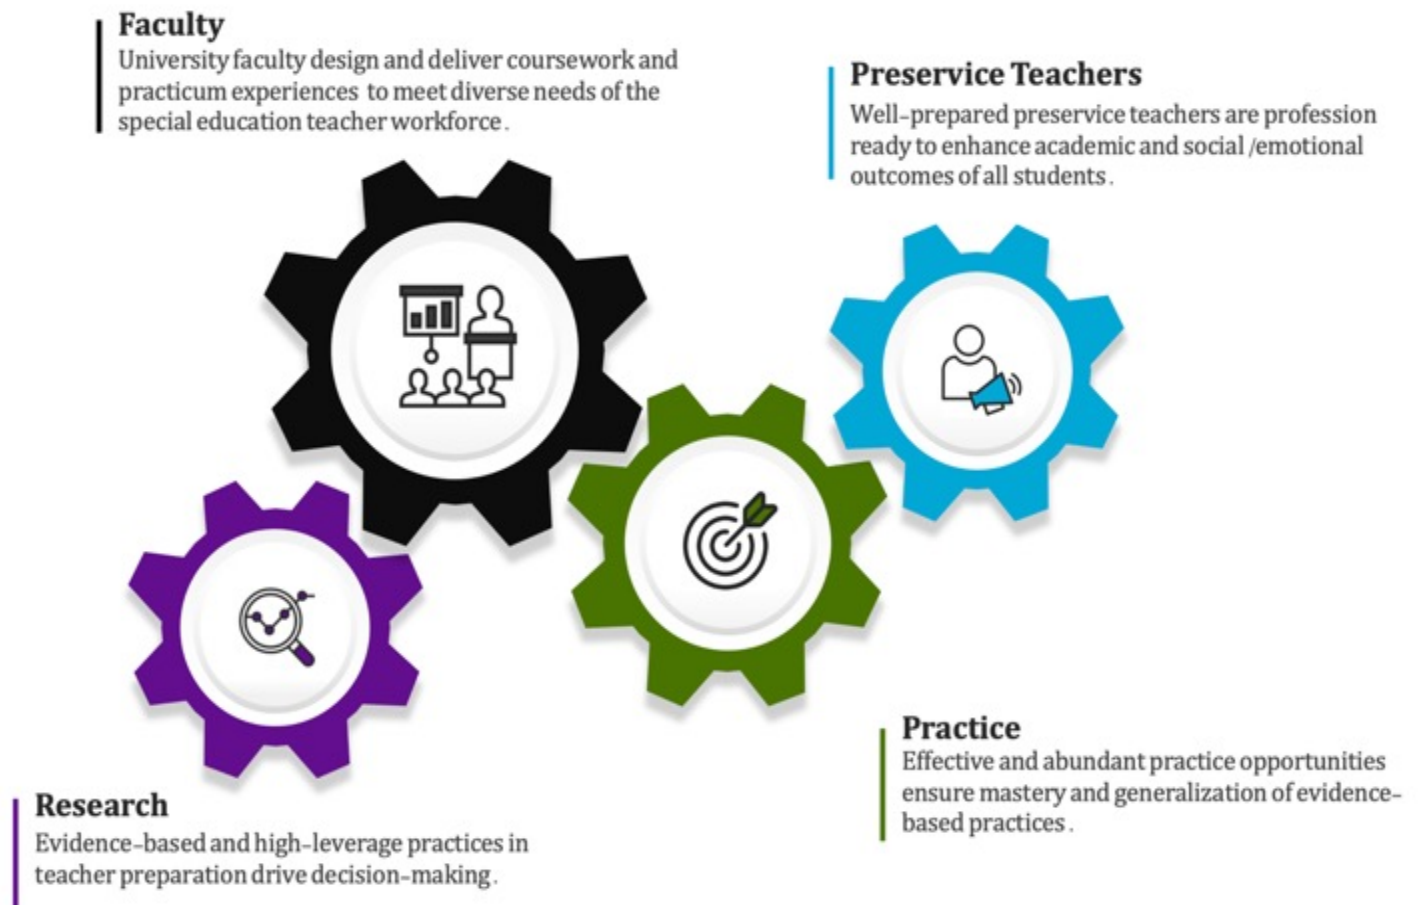 Faculty
University faculty design and deliver coursework and
practicum experiences to meet diverse needs of the
special education teacher workforce.
Preservice Teachers
Well-prepared preservice teachers are profession
ready to enhance academic and social /emotional
outcomes of all students.
Practice
Effective and abundant practice opportunities
ensure mastery and generalization of evidence-
based practices.
Research
Evidence-based and high-leverage practices in
teacher preparation drive decision-making.